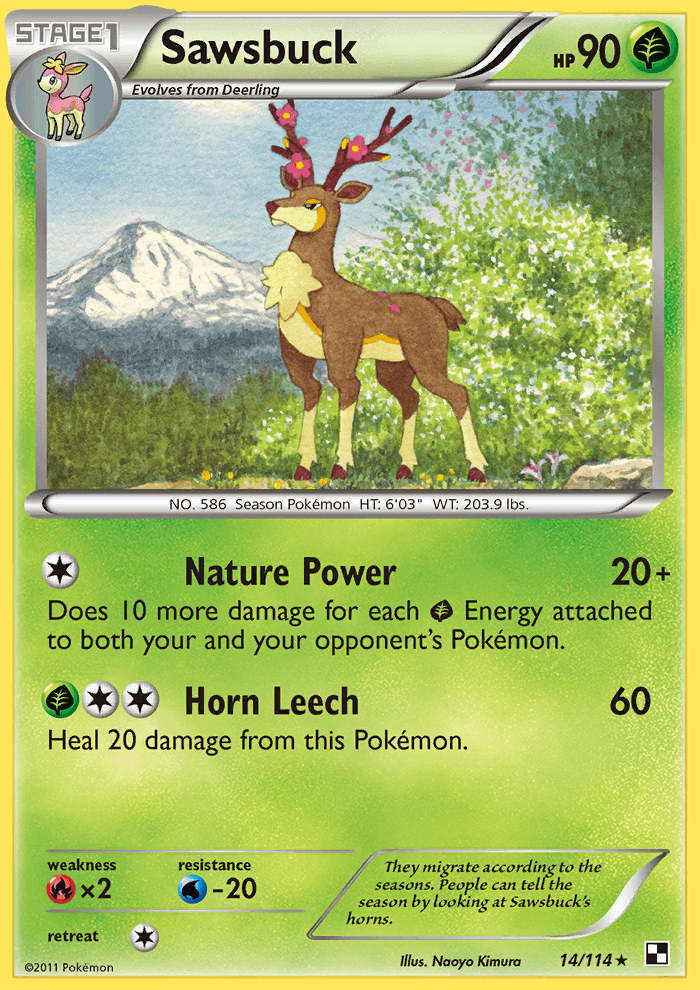 STAGE1
Sawsbuck
HP 90
Evolves from Deerling
NO. 586 Season Pokémon HT: 6'03" WT: 203.9 lbs.
Nature Power 20+
Does 10 more damage for each Energy attached
to both your and your opponent's Pokémon.
Horn Leech 60
Heal 20 damage from this Pokémon.
weakness resistance
×2 -20
retreat
They migrate according to the
seasons. People can tell the
season by looking at Sawsbuck's
horns.
©2011 Pokémon Illus. Naoyo Kimura 14/114 ★